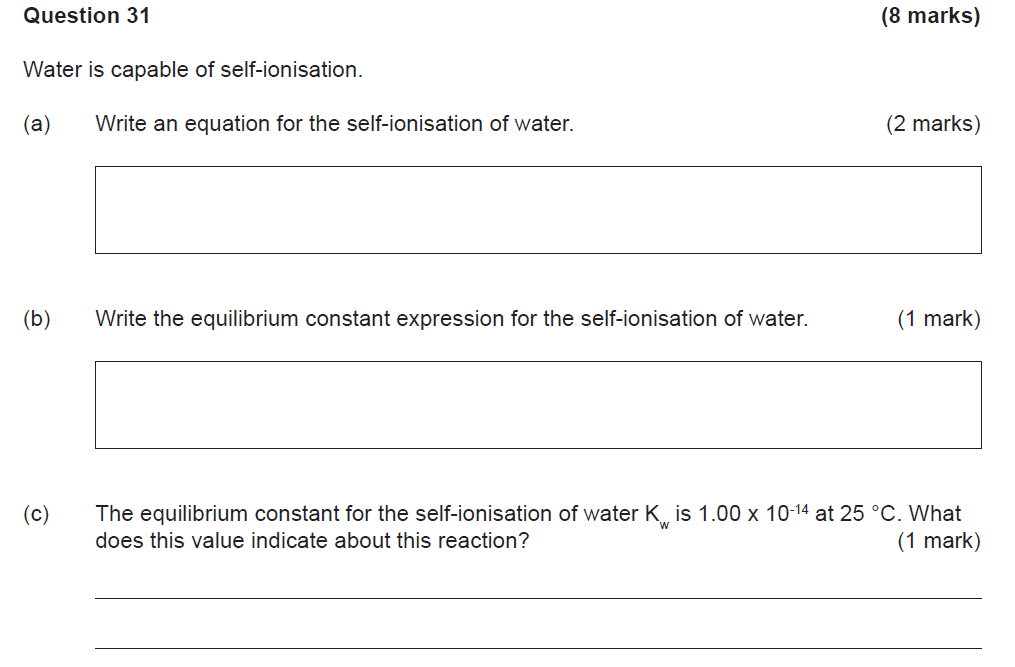 Question 31 (8 marks)
Water is capable of self-ionisation.
(a) Write an equation for the self-ionisation of water. (2 marks)
(b) Write the equilibrium constant expression for the self-ionisation of water. (1 mark)
(c) The equilibrium constant for the self-ionisation of water Kw is 1.00 x 10-14 at 25 °C. What
does this value indicate about this reaction? (1 mark)